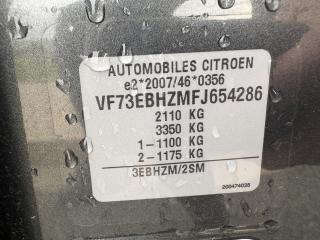 AUTOMOBILES CITROEN
e2*2007/46*0356
VF73EBHZMFJ654286
2110 KG
3350 KG
1-1100 KG
2-1175 KG
3EBHZM/2SM